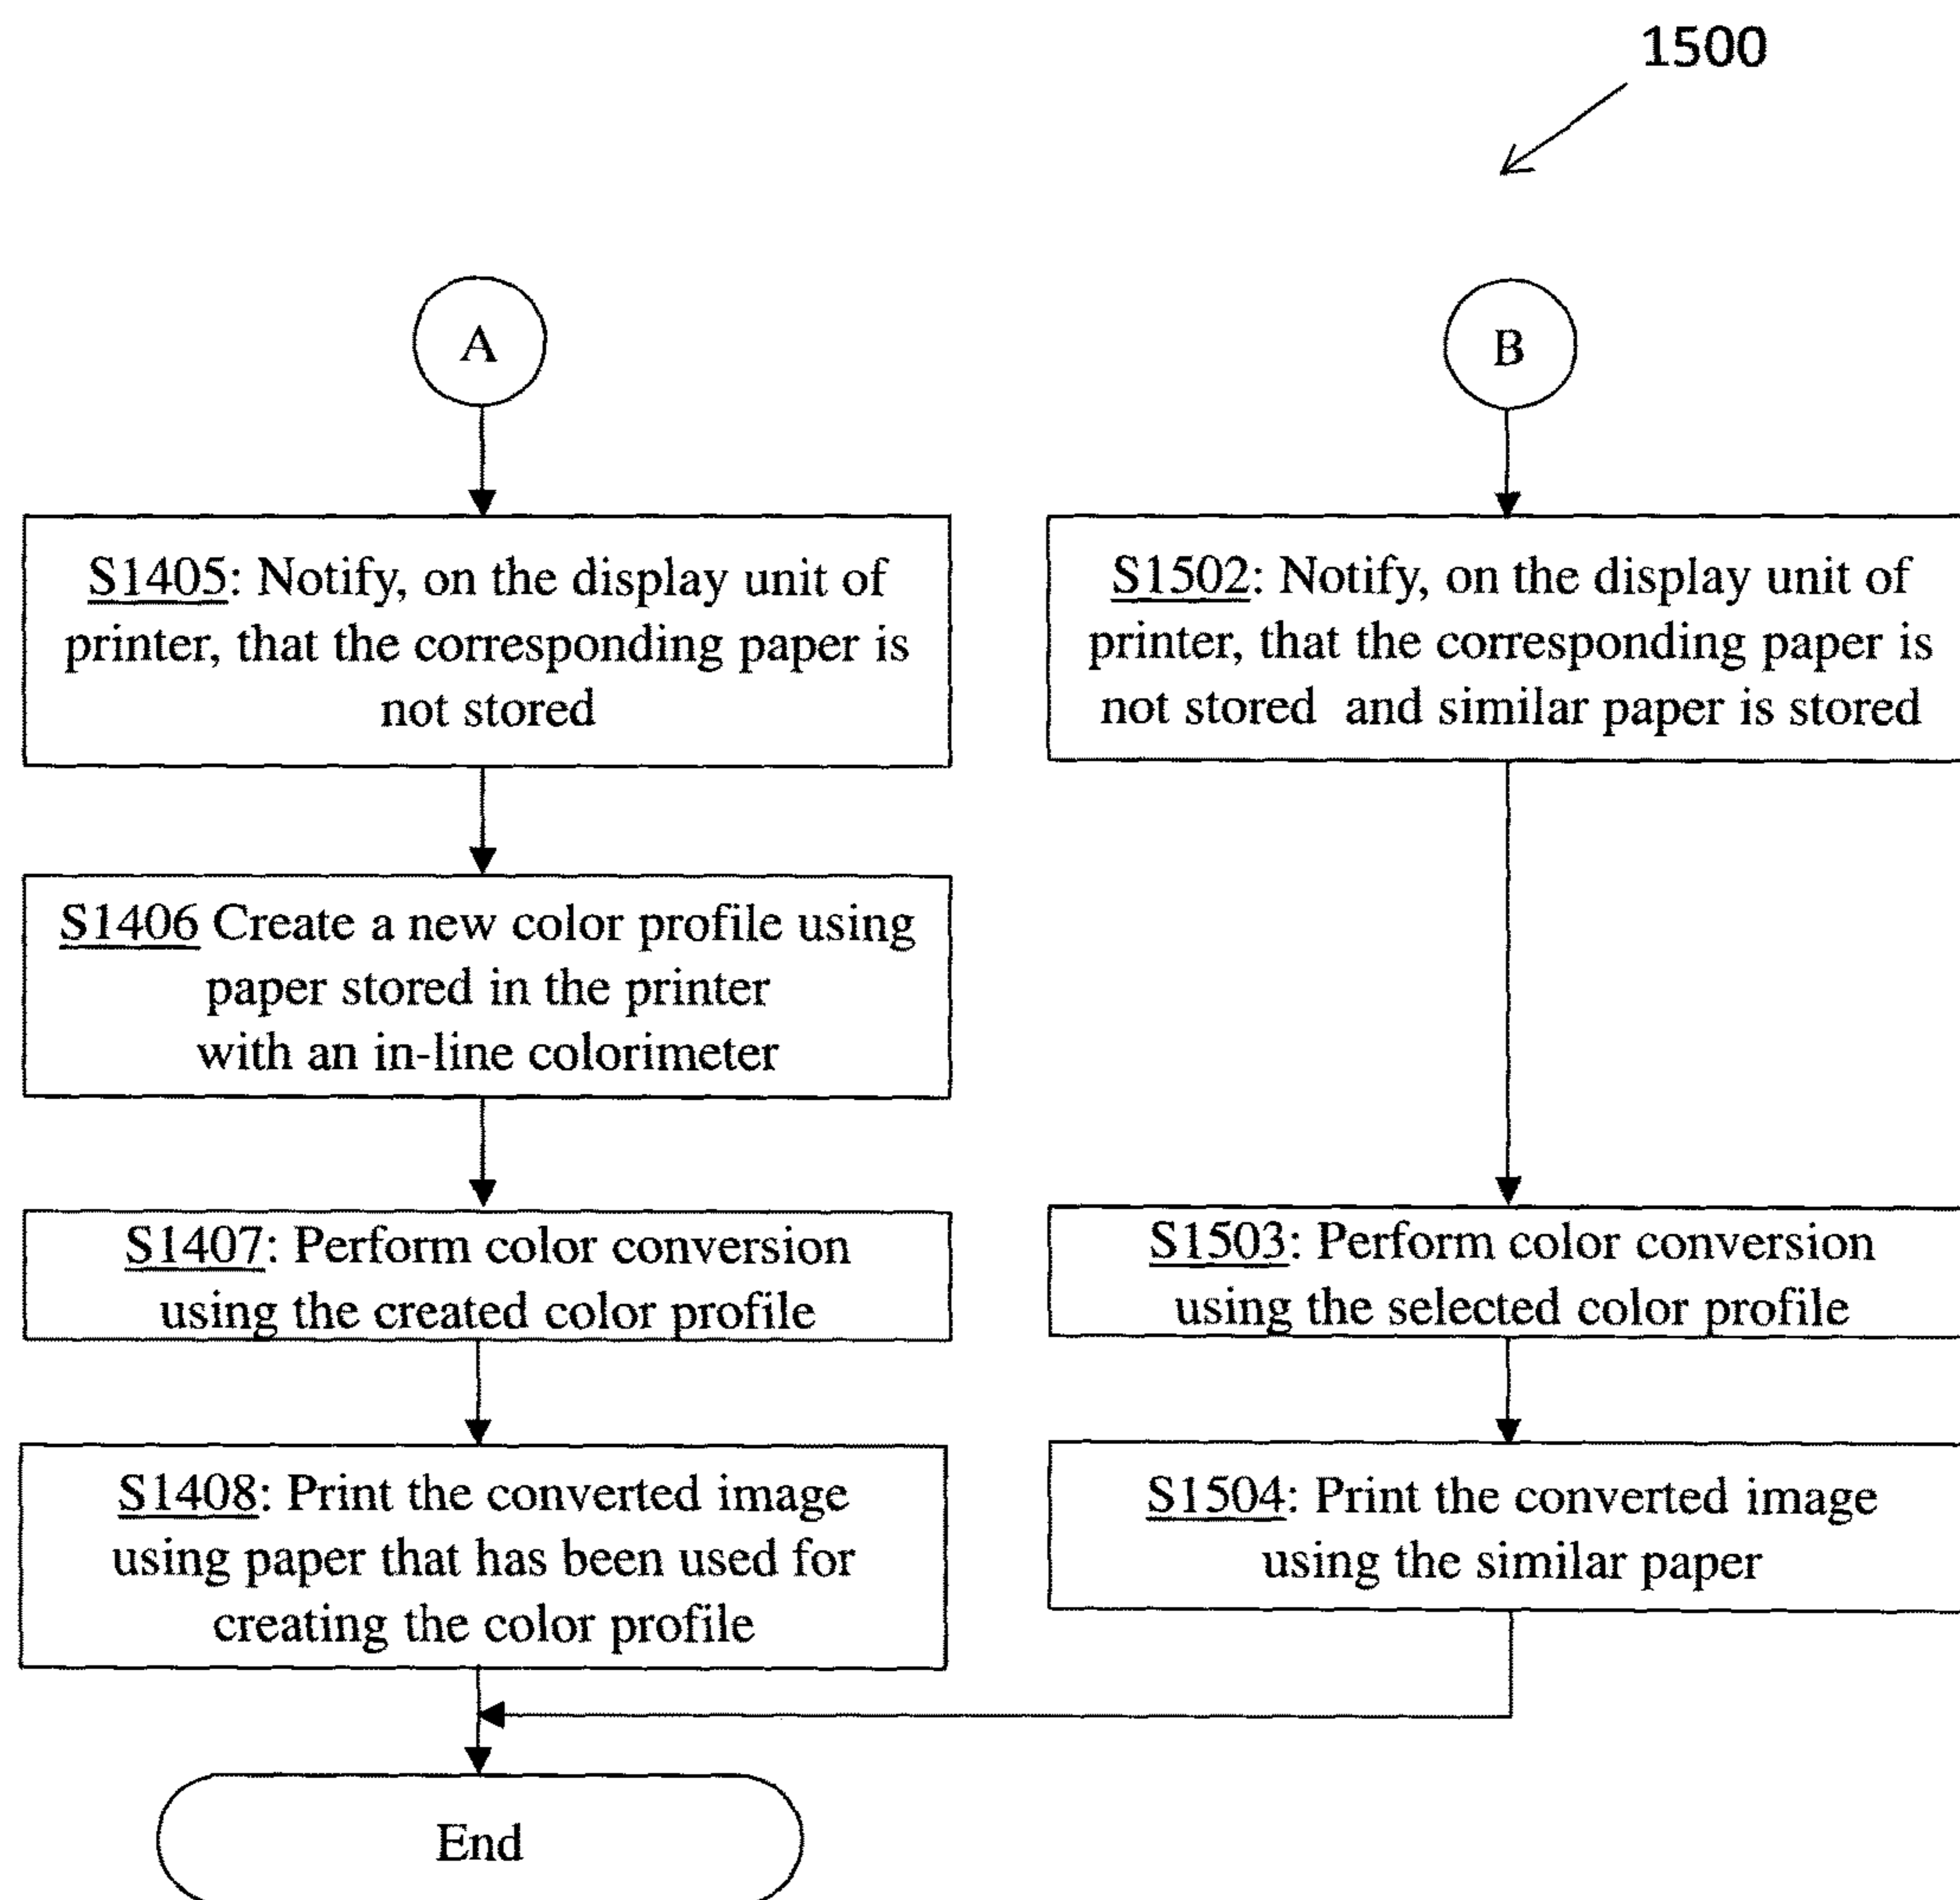 1500
A
B
S1405: Notify, on the display unit of
printer, that the corresponding paper is
not stored
S1502: Notify, on the display unit of
printer, that the corresponding paper is
not stored and similar paper is stored
S1406 Create a new color profile using
paper stored in the printer
with an in-line colorimeter
S1407: Perform color conversion
using the created color profile
S1503: Perform color conversion
using the selected color profile
S1408: Print the converted image
using paper that has been used for
creating the color profile
S1504: Print the converted image
using the similar paper
End